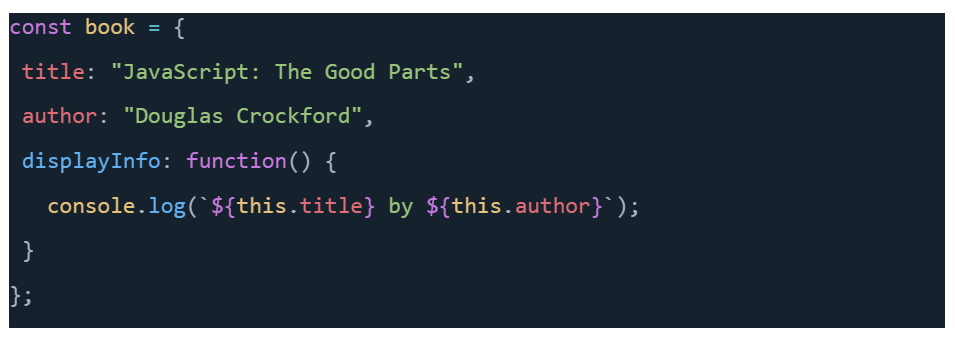 const book = {
 title: "JavaScript: The Good Parts",
 author: "Douglas Crockford",
 displayInfo: function() {
   console.log(`${this.title} by ${this.author}`);
 }
};